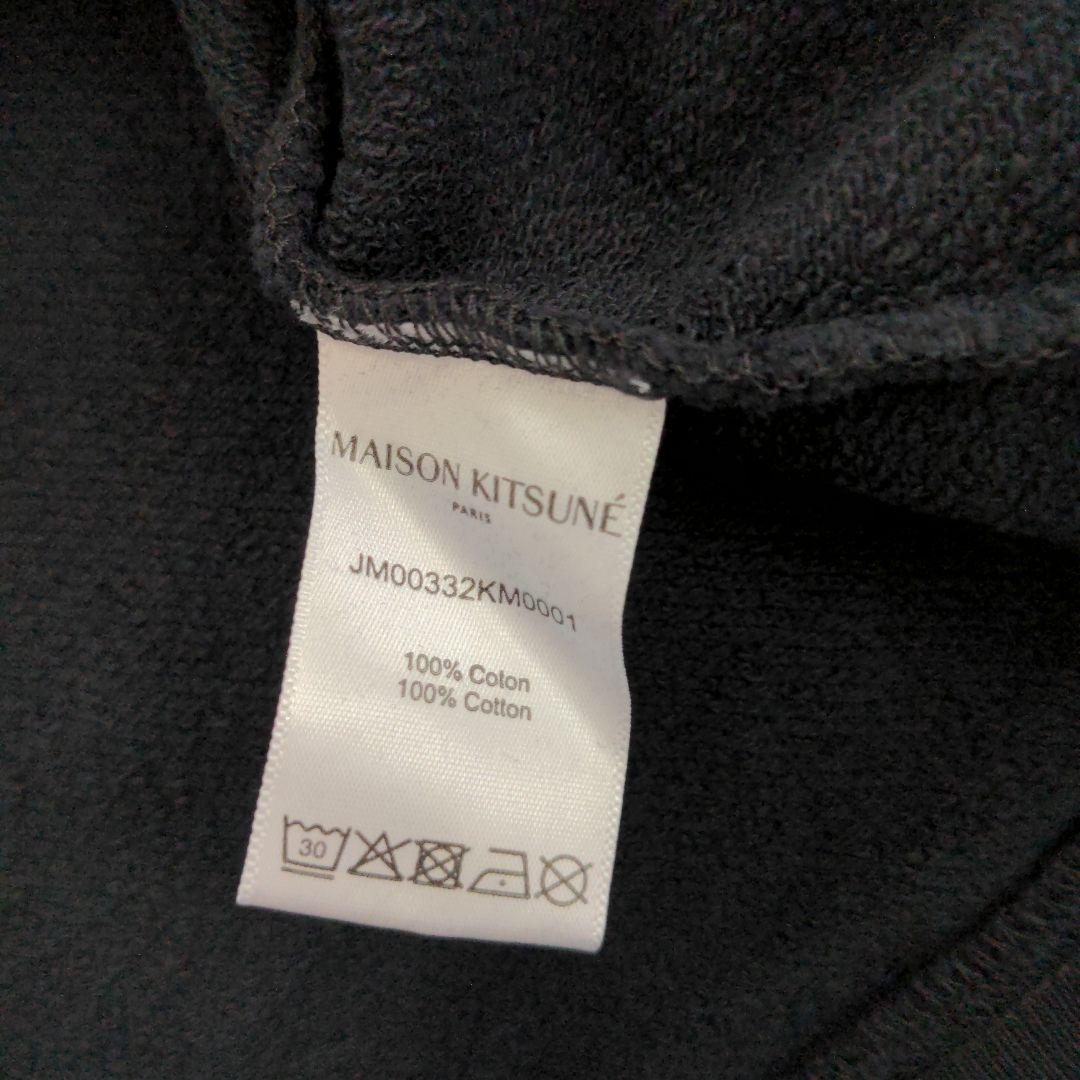 MAISON KITSUNÉ
PARIS
JM00332KM0001
100% Coton
100% Cotton
30